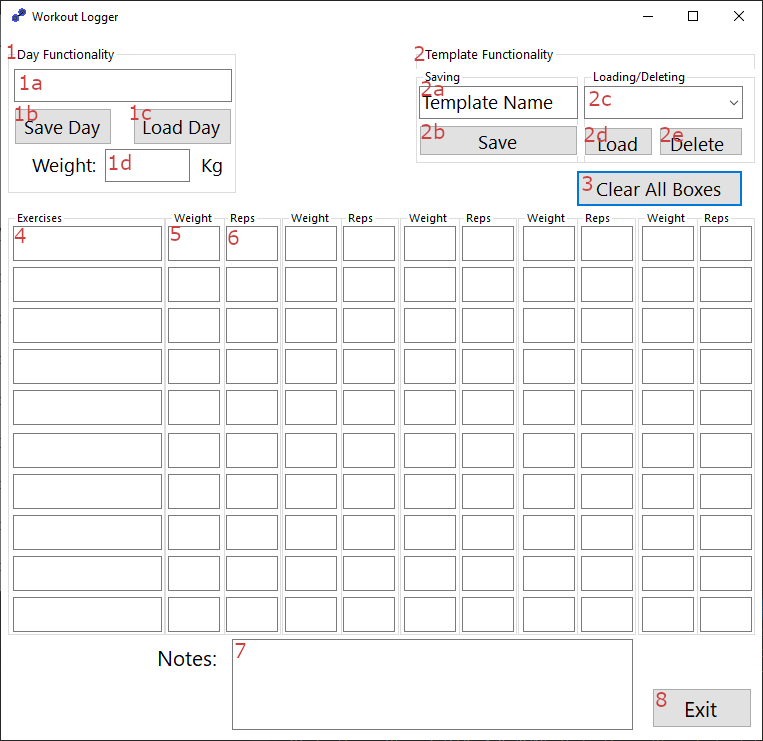 Workout Logger
1 Day Functionality
1a
1b Save Day
1c Load Day
Weight: 1d Kg
2 Template Functionality
Saving
2a Template Name
2b Save
Loading/Deleting
2c
2d Load
2e Delete
3 Clear All Boxes
Exercises Weight Reps Weight Reps Weight Reps Weight Reps Weight Reps
4 5 6
Notes: 7
8 Exit